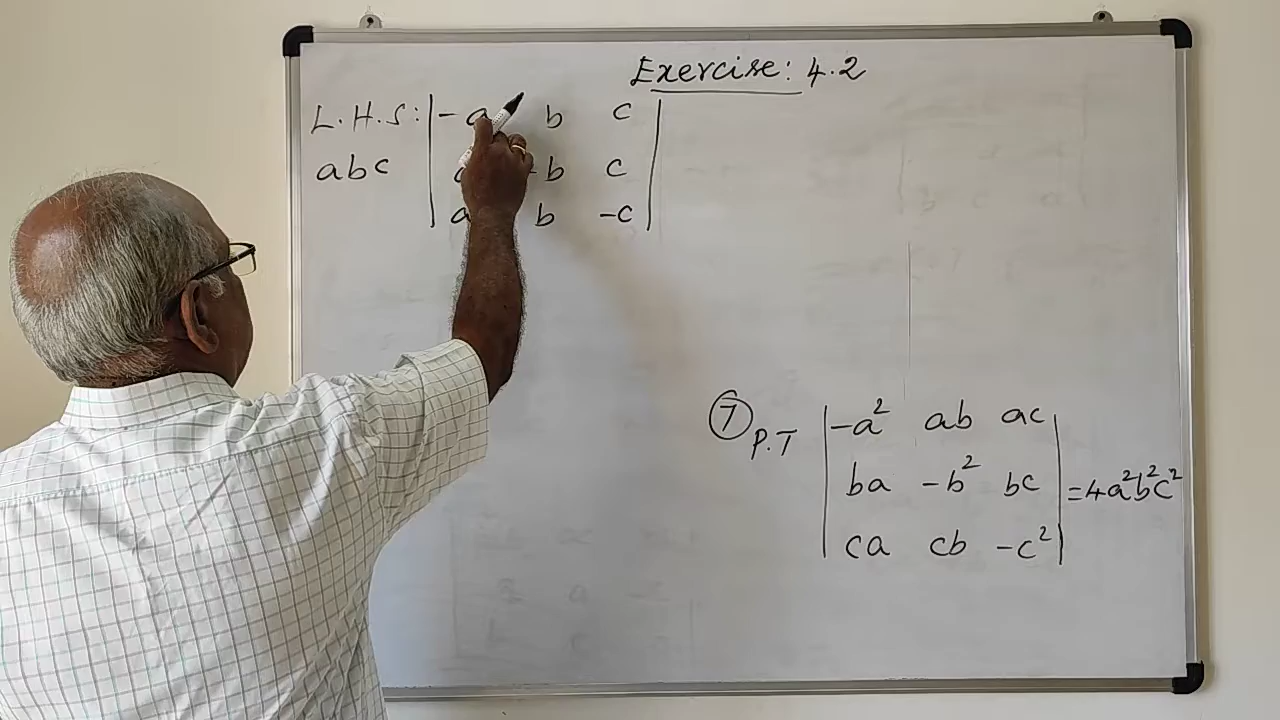 Exercise: 4.2
L.H.S: | -a b c |
abc | -b c |
| a b -c |
⑦ P.T | -a² ab ac |
| ba -b² bc | =4a²b²c²
| ca cb -c² |